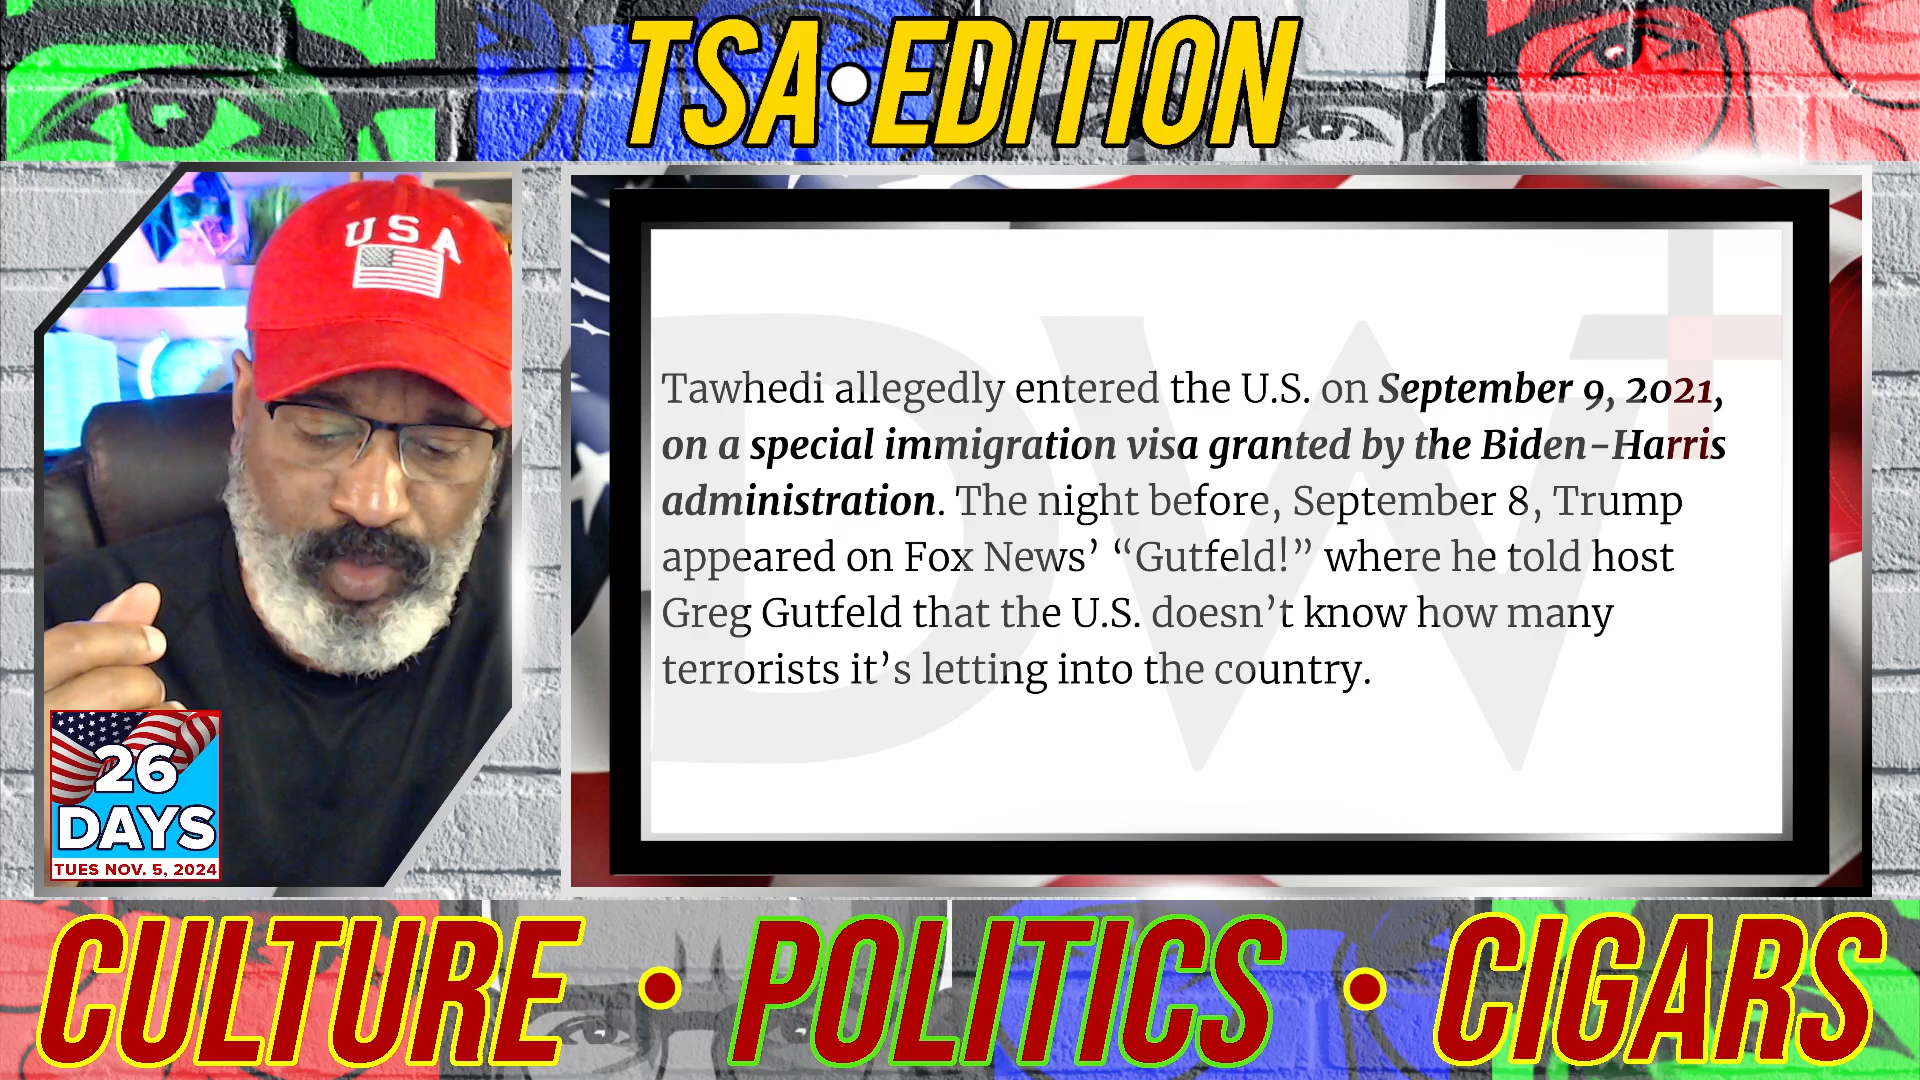 TSA•EDITION
USA
Tawhedi allegedly entered the U.S. on September 9, 2021,
on a special immigration visa granted by the Biden-Harris
administration. The night before, September 8, Trump
appeared on Fox News’ “Gutfeld!” where he told host
Greg Gutfeld that the U.S. doesn’t know how many
terrorists it’s letting into the country.
DW
26
DAYS
TUES NOV. 5, 2024
CULTURE • POLITICS • CIGARS